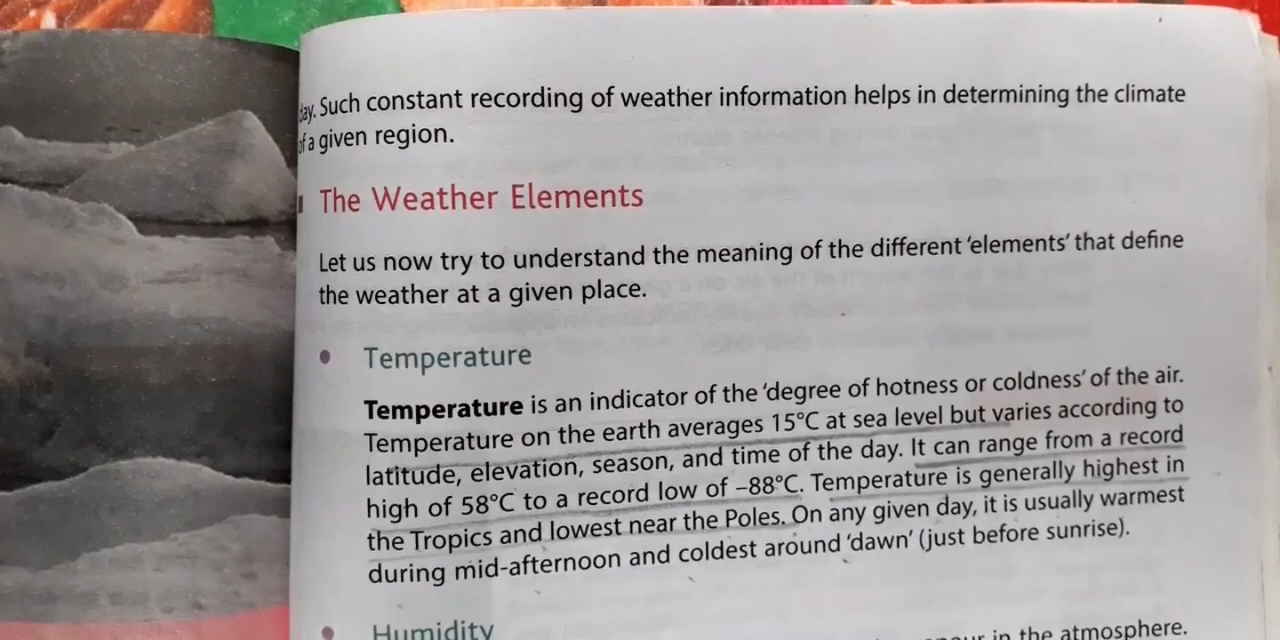 day. Such constant recording of weather information helps in determining the climate
of a given region.
The Weather Elements
Let us now try to understand the meaning of the different ‘elements’ that define
the weather at a given place.
• Temperature
Temperature is an indicator of the ‘degree of hotness or coldness’ of the air.
Temperature on the earth averages 15°C at sea level but varies according to
latitude, elevation, season, and time of the day. It can range from a record
high of 58°C to a record low of –88°C. Temperature is generally highest in
the Tropics and lowest near the Poles. On any given day, it is usually warmest
during mid-afternoon and coldest around ‘dawn’ (just before sunrise).
• Humidity
in the atmosphere.